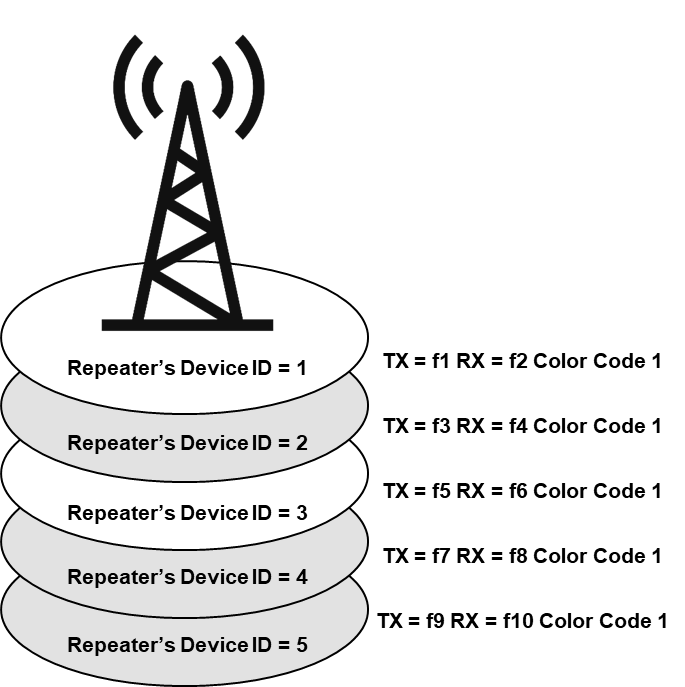 Repeater's Device ID = 1 TX = f1 RX = f2 Color Code 1
Repeater's Device ID = 2 TX = f3 RX = f4 Color Code 1
Repeater's Device ID = 3 TX = f5 RX = f6 Color Code 1
Repeater's Device ID = 4 TX = f7 RX = f8 Color Code 1
Repeater's Device ID = 5 TX = f9 RX = f10 Color Code 1